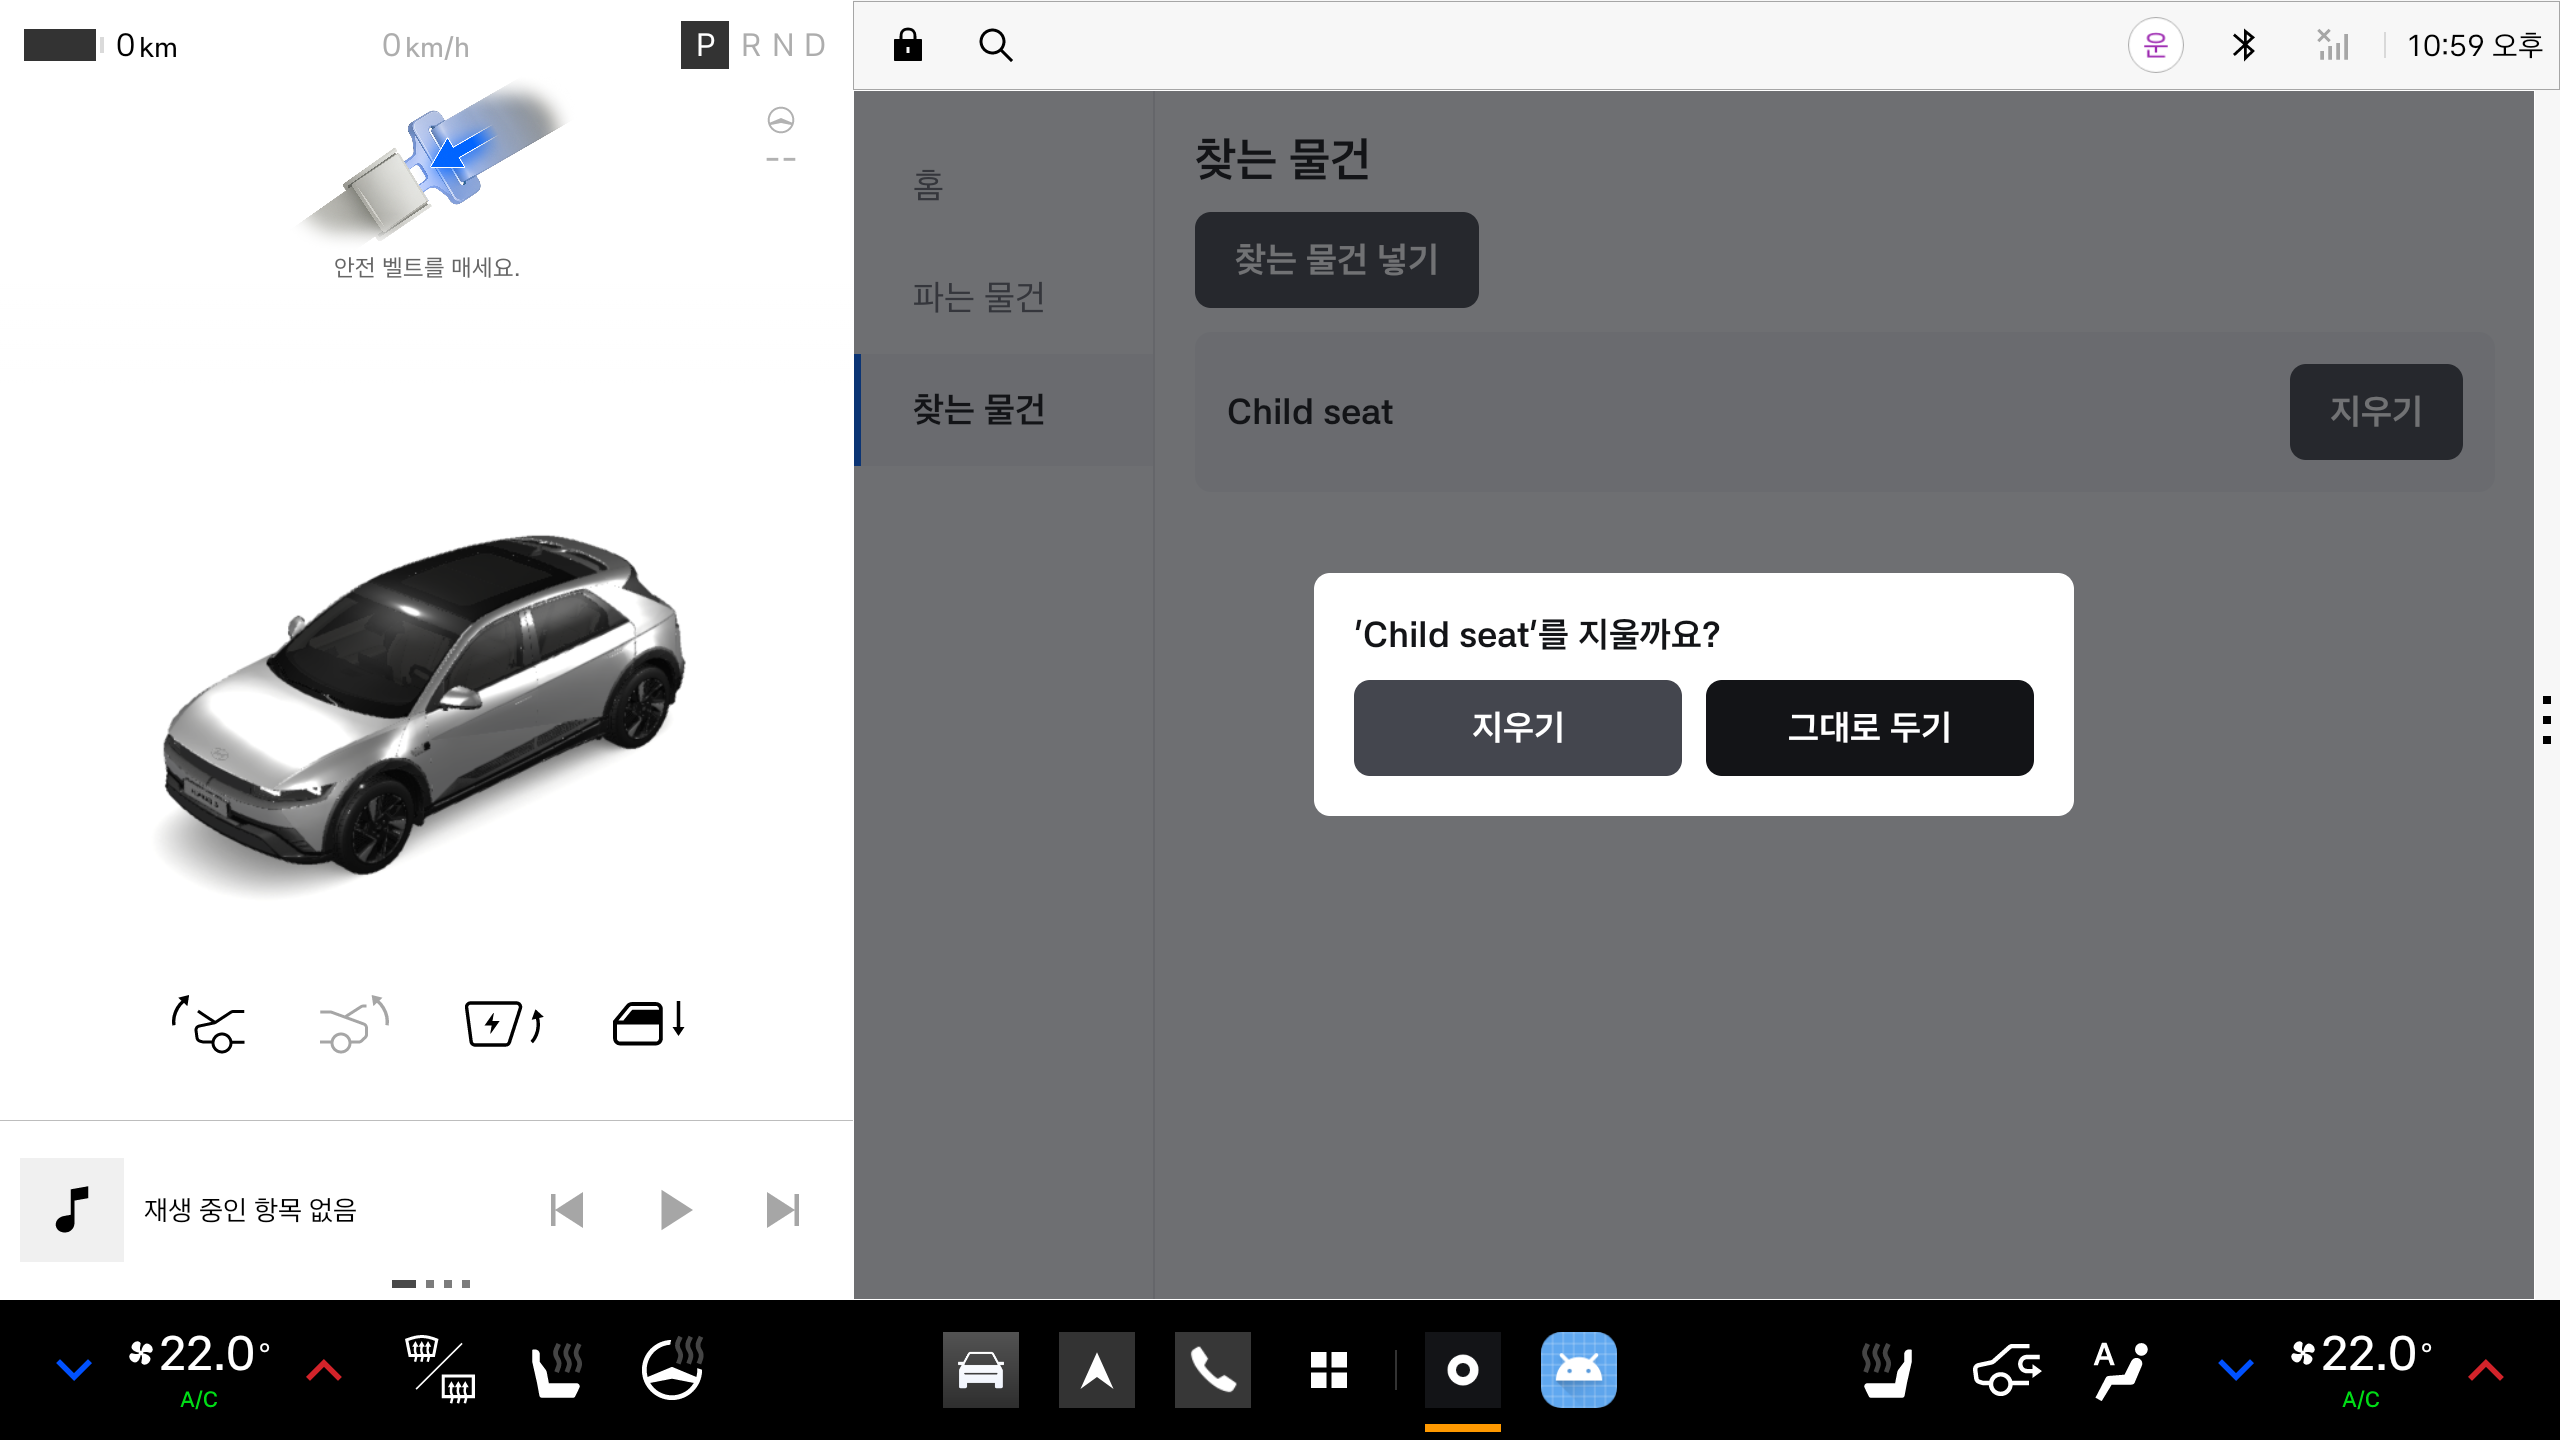 0 km
0 km/h
P R N D
안전 벨트를 매세요.
--
재생 중인 항목 없음
운
10:59 오후
홈
파는 물건
찾는 물건
찾는 물건
찾는 물건 넣기
Child seat
지우기
'Child seat'를 지울까요?
지우기
그대로 두기
22.0°
A/C
A
22.0°
A/C